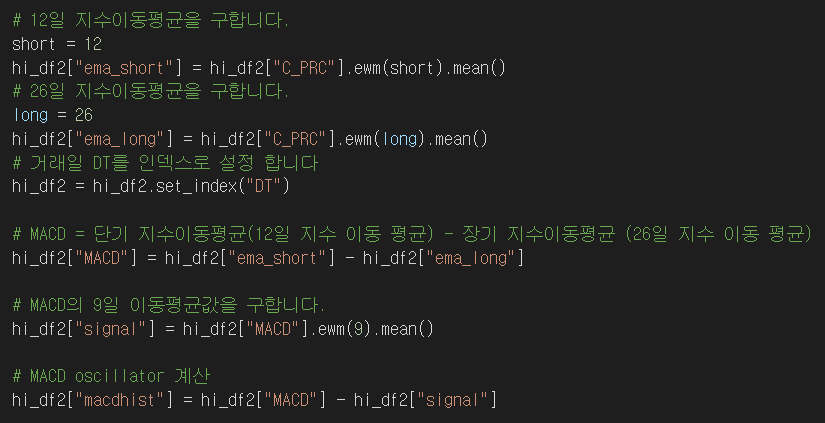 # 12일 지수이동평균을 구합니다.
short = 12
hi_df2["ema_short"] = hi_df2["C_PRC"].ewm(short).mean()
# 26일 지수이동평균을 구합니다.
long = 26
hi_df2["ema_long"] = hi_df2["C_PRC"].ewm(long).mean()
# 거래일 DT를 인덱스로 설정 합니다
hi_df2 = hi_df2.set_index("DT")
# MACD = 단기 지수이동평균(12일 지수 이동 평균) - 장기 지수이동평균 (26일 지수 이동 평균)
hi_df2["MACD"] = hi_df2["ema_short"] - hi_df2["ema_long"]
# MACD의 9일 이동평균값을 구합니다.
hi_df2["signal"] = hi_df2["MACD"].ewm(9).mean()
# MACD oscillator 계산
hi_df2["macdhist"] = hi_df2["MACD"] - hi_df2["signal"]